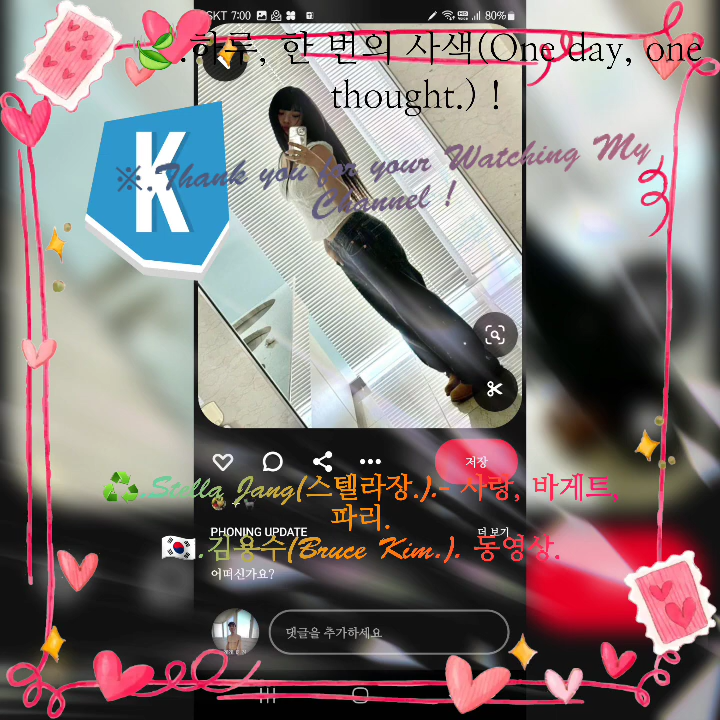 SKT 7:00
80%
.하루, 한 번의 사색(One day, one
thought.) !
K
※.Thank you for your Watching My
Channel !
저장
♻.Stella Jang(스텔라장.).- 사랑, 바게트,
파리.
PHONING UPDATE
더 보기
🇰🇷.김용수(Bruce Kim.). 동영상.
어떠신가요?
댓글을 추가하세요